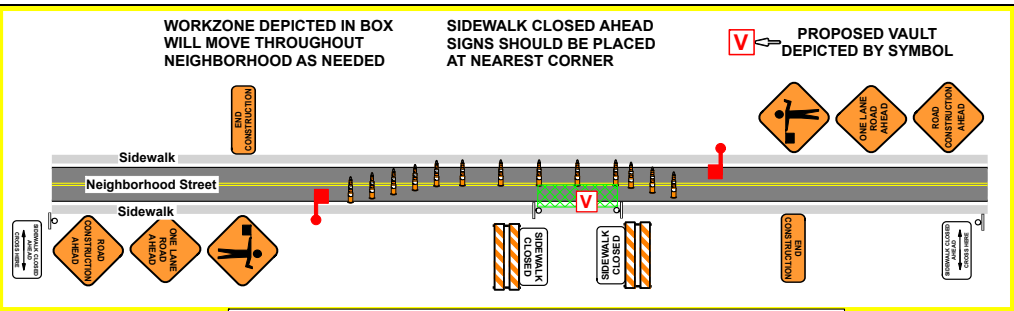 WORKZONE DEPICTED IN BOX
WILL MOVE THROUGHOUT
NEIGHBORHOOD AS NEEDED
SIDEWALK CLOSED AHEAD
SIGNS SHOULD BE PLACED
AT NEAREST CORNER
V
PROPOSED VAULT
DEPICTED BY SYMBOL
END
CONSTRUCTION
ONE LANE
ROAD
AHEAD
ROAD
CONSTRUCTION
AHEAD
Sidewalk
Neighborhood Street
Sidewalk
V
SIDEWALK CLOSED
AHEAD
CROSS HERE
ROAD
CONSTRUCTION
AHEAD
ONE LANE
ROAD
AHEAD
SIDEWALK
CLOSED
SIDEWALK
CLOSED
END
CONSTRUCTION
SIDEWALK CLOSED
AHEAD
CROSS HERE